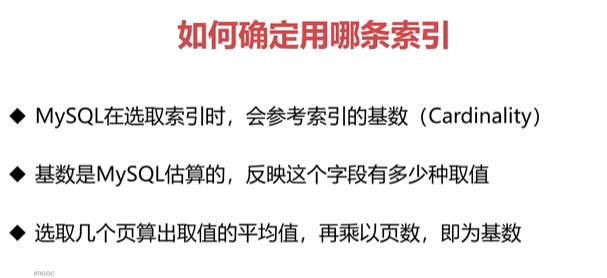 如何确定用哪条索引
◆ MySQL在选取索引时，会参考索引的基数（Cardinality）
◆ 基数是MySQL估算的，反映这个字段有多少种取值
◆ 选取几个页算出取值的平均值，再乘以页数，即为基数
imooc